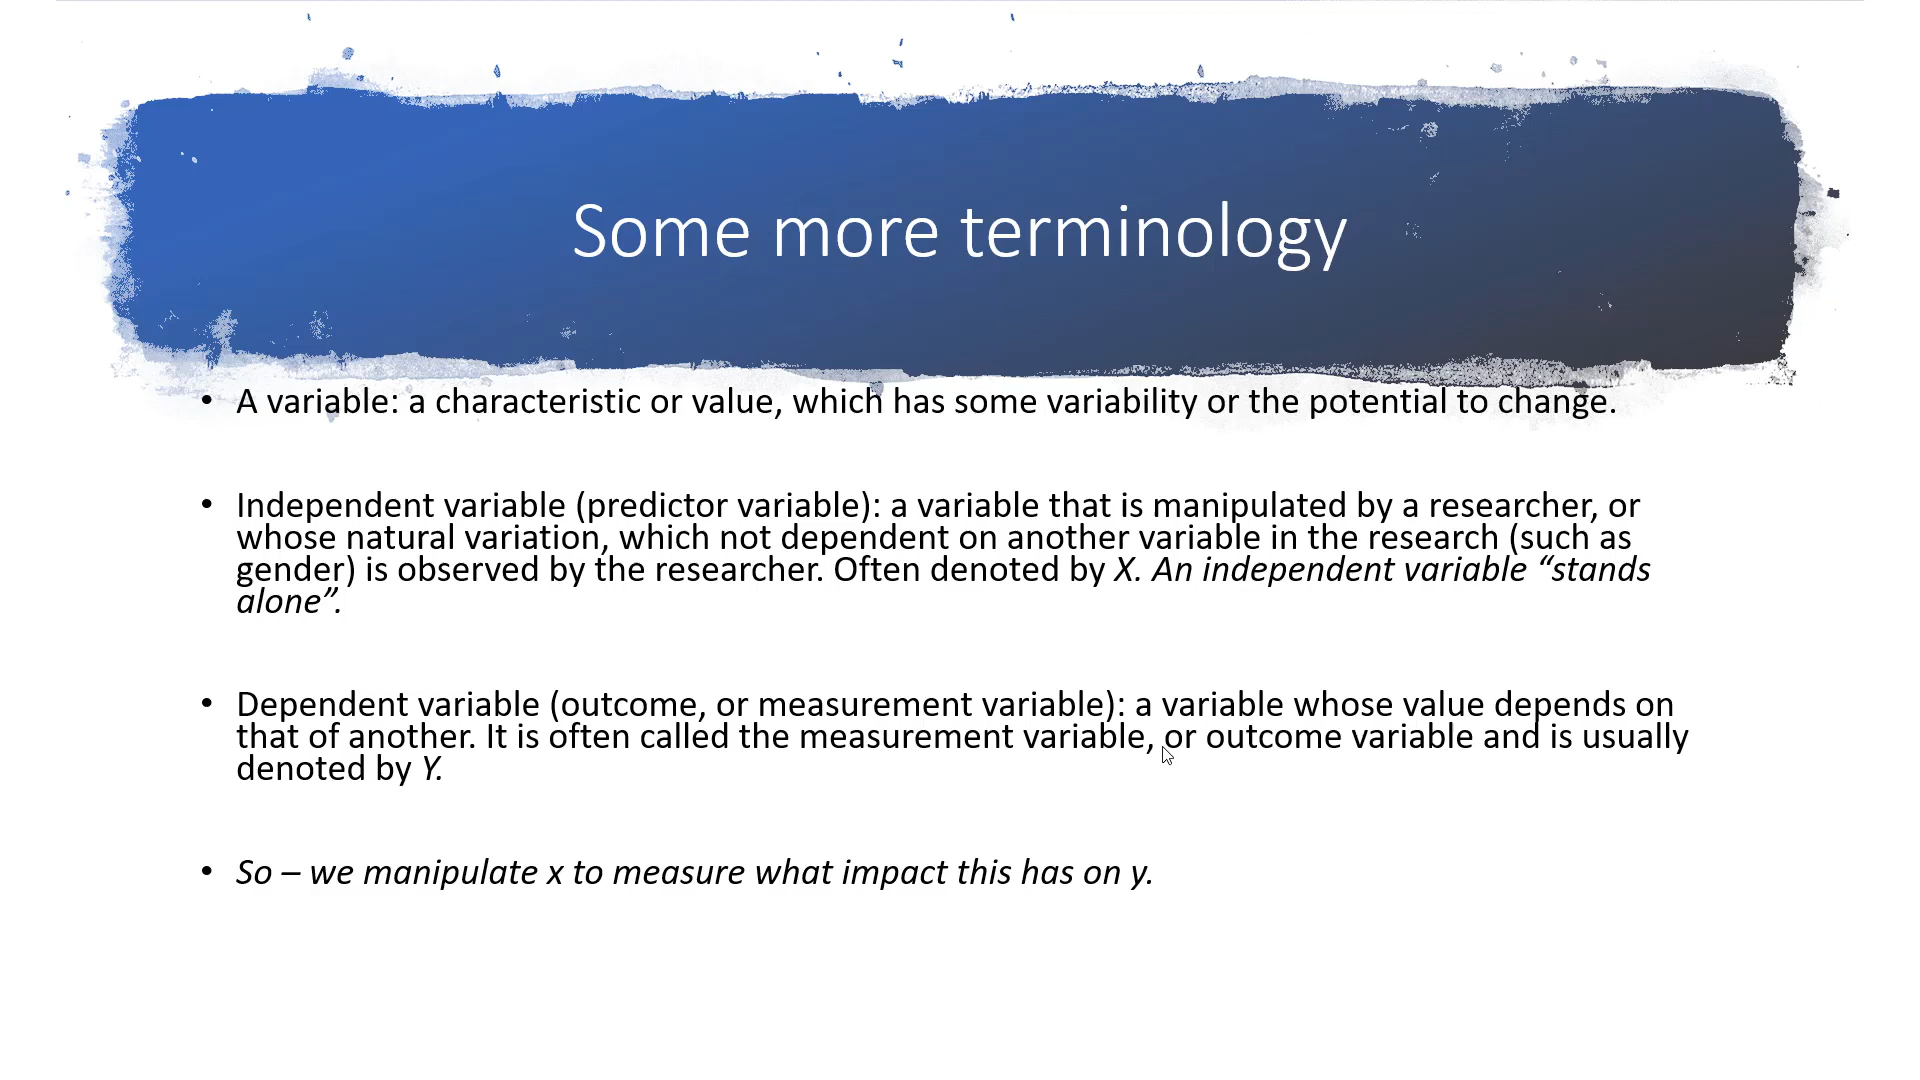 Some more terminology
• A variable: a characteristic or value, which has some variability or the potential to change.
• Independent variable (predictor variable): a variable that is manipulated by a researcher, or
whose natural variation, which not dependent on another variable in the research (such as
gender) is observed by the researcher. Often denoted by X. An independent variable “stands
alone”.
• Dependent variable (outcome, or measurement variable): a variable whose value depends on
that of another. It is often called the measurement variable, or outcome variable and is usually
denoted by Y.
• So – we manipulate x to measure what impact this has on y.